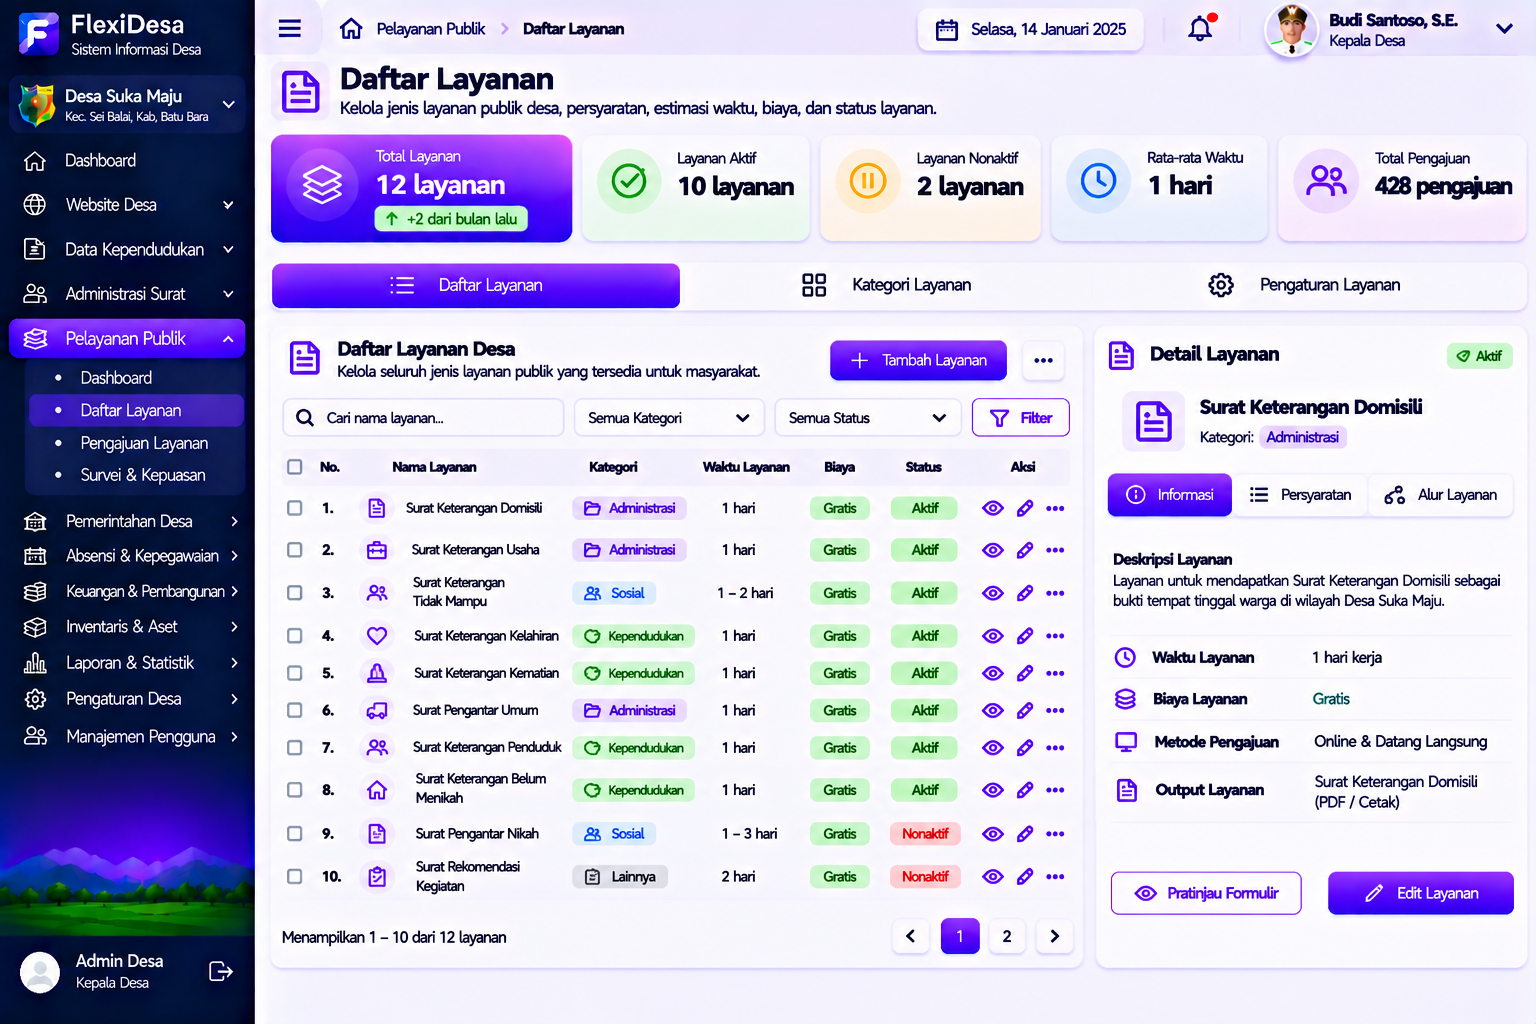 FlexiDesa
Sistem Informasi Desa
Desa Suka Maju
Kec. Sei Balai, Kab, Batu Bara
Dashboard
Website Desa
Data Kependudukan
Administrasi Surat
Pelayanan Publik
• Dashboard
• Daftar Layanan
• Pengajuan Layanan
• Survei & Kepuasan
Pemerintahan Desa
Absensi & Kepegawaian
Keuangan & Pembangunan
Inventaris & Aset
Laporan & Statistik
Pengaturan Desa
Manajemen Pengguna
Admin Desa
Kepala Desa
Pelayanan Publik > Daftar Layanan
Selasa, 14 Januari 2025
Budi Santoso, S.E.
Kepala Desa
Daftar Layanan
Kelola jenis layanan publik desa, persyaratan, estimasi waktu, biaya, dan status layanan.
Total Layanan
12 layanan
↑ +2 dari bulan lalu
Layanan Aktif
10 layanan
Layanan Nonaktif
2 layanan
Rata-rata Waktu
1 hari
Total Pengajuan
428 pengajuan
Daftar Layanan
Kategori Layanan
Pengaturan Layanan
Daftar Layanan Desa
Kelola seluruh jenis layanan publik yang tersedia untuk masyarakat.
+ Tambah Layanan
Cari nama layanan...
Semua Kategori
Semua Status
Filter
No. Nama Layanan Kategori Waktu Layanan Biaya Status Aksi
1. Surat Keterangan Domisili Administrasi 1 hari Gratis Aktif
2. Surat Keterangan Usaha Administrasi 1 hari Gratis Aktif
3. Surat Keterangan Tidak Mampu Sosial 1 – 2 hari Gratis Aktif
4. Surat Keterangan Kelahiran Kependudukan 1 hari Gratis Aktif
5. Surat Keterangan Kematian Kependudukan 1 hari Gratis Aktif
6. Surat Pengantar Umum Administrasi 1 hari Gratis Aktif
7. Surat Keterangan Penduduk Kependudukan 1 hari Gratis Aktif
8. Surat Keterangan Belum Menikah Kependudukan 1 hari Gratis Aktif
9. Surat Pengantar Nikah Sosial 1 – 3 hari Gratis Nonaktif
10. Surat Rekomendasi Kegiatan Lainnya 2 hari Gratis Nonaktif
Menampilkan 1 – 10 dari 12 layanan
1 2
Detail Layanan
Aktif
Surat Keterangan Domisili
Kategori: Administrasi
Informasi
Persyaratan
Alur Layanan
Deskripsi Layanan
Layanan untuk mendapatkan Surat Keterangan Domisili sebagai
bukti tempat tinggal warga di wilayah Desa Suka Maju.
Waktu Layanan 1 hari kerja
Biaya Layanan Gratis
Metode Pengajuan Online & Datang Langsung
Output Layanan Surat Keterangan Domisili
(PDF / Cetak)
Pratinjau Formulir
Edit Layanan